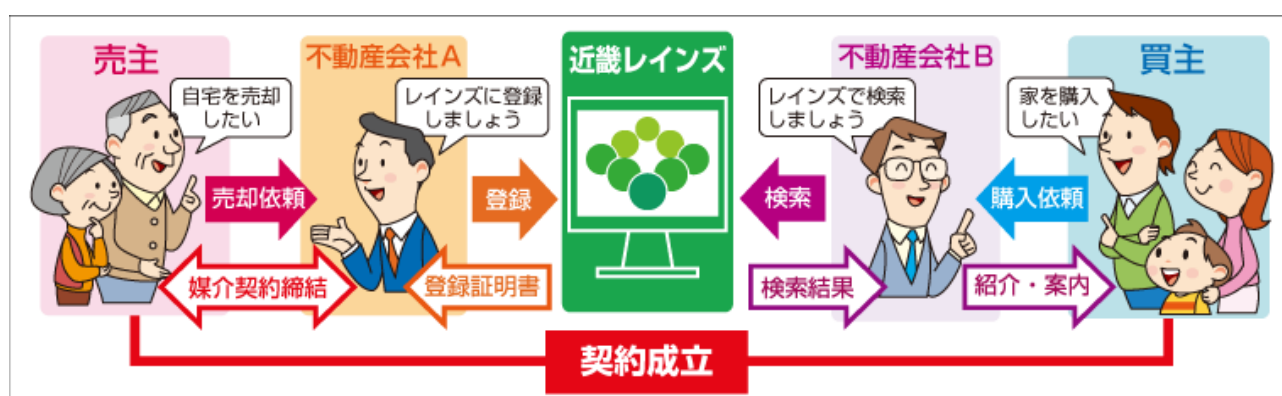 売主
不動産会社A
近畿レインズ
不動産会社B
買主
自宅を売却
したい
レインズに登録
しましょう
レインズで検索
しましょう
家を購入
したい
売却依頼
登録
検索
購入依頼
媒介契約締結
登録証明書
検索結果
紹介・案内
契約成立